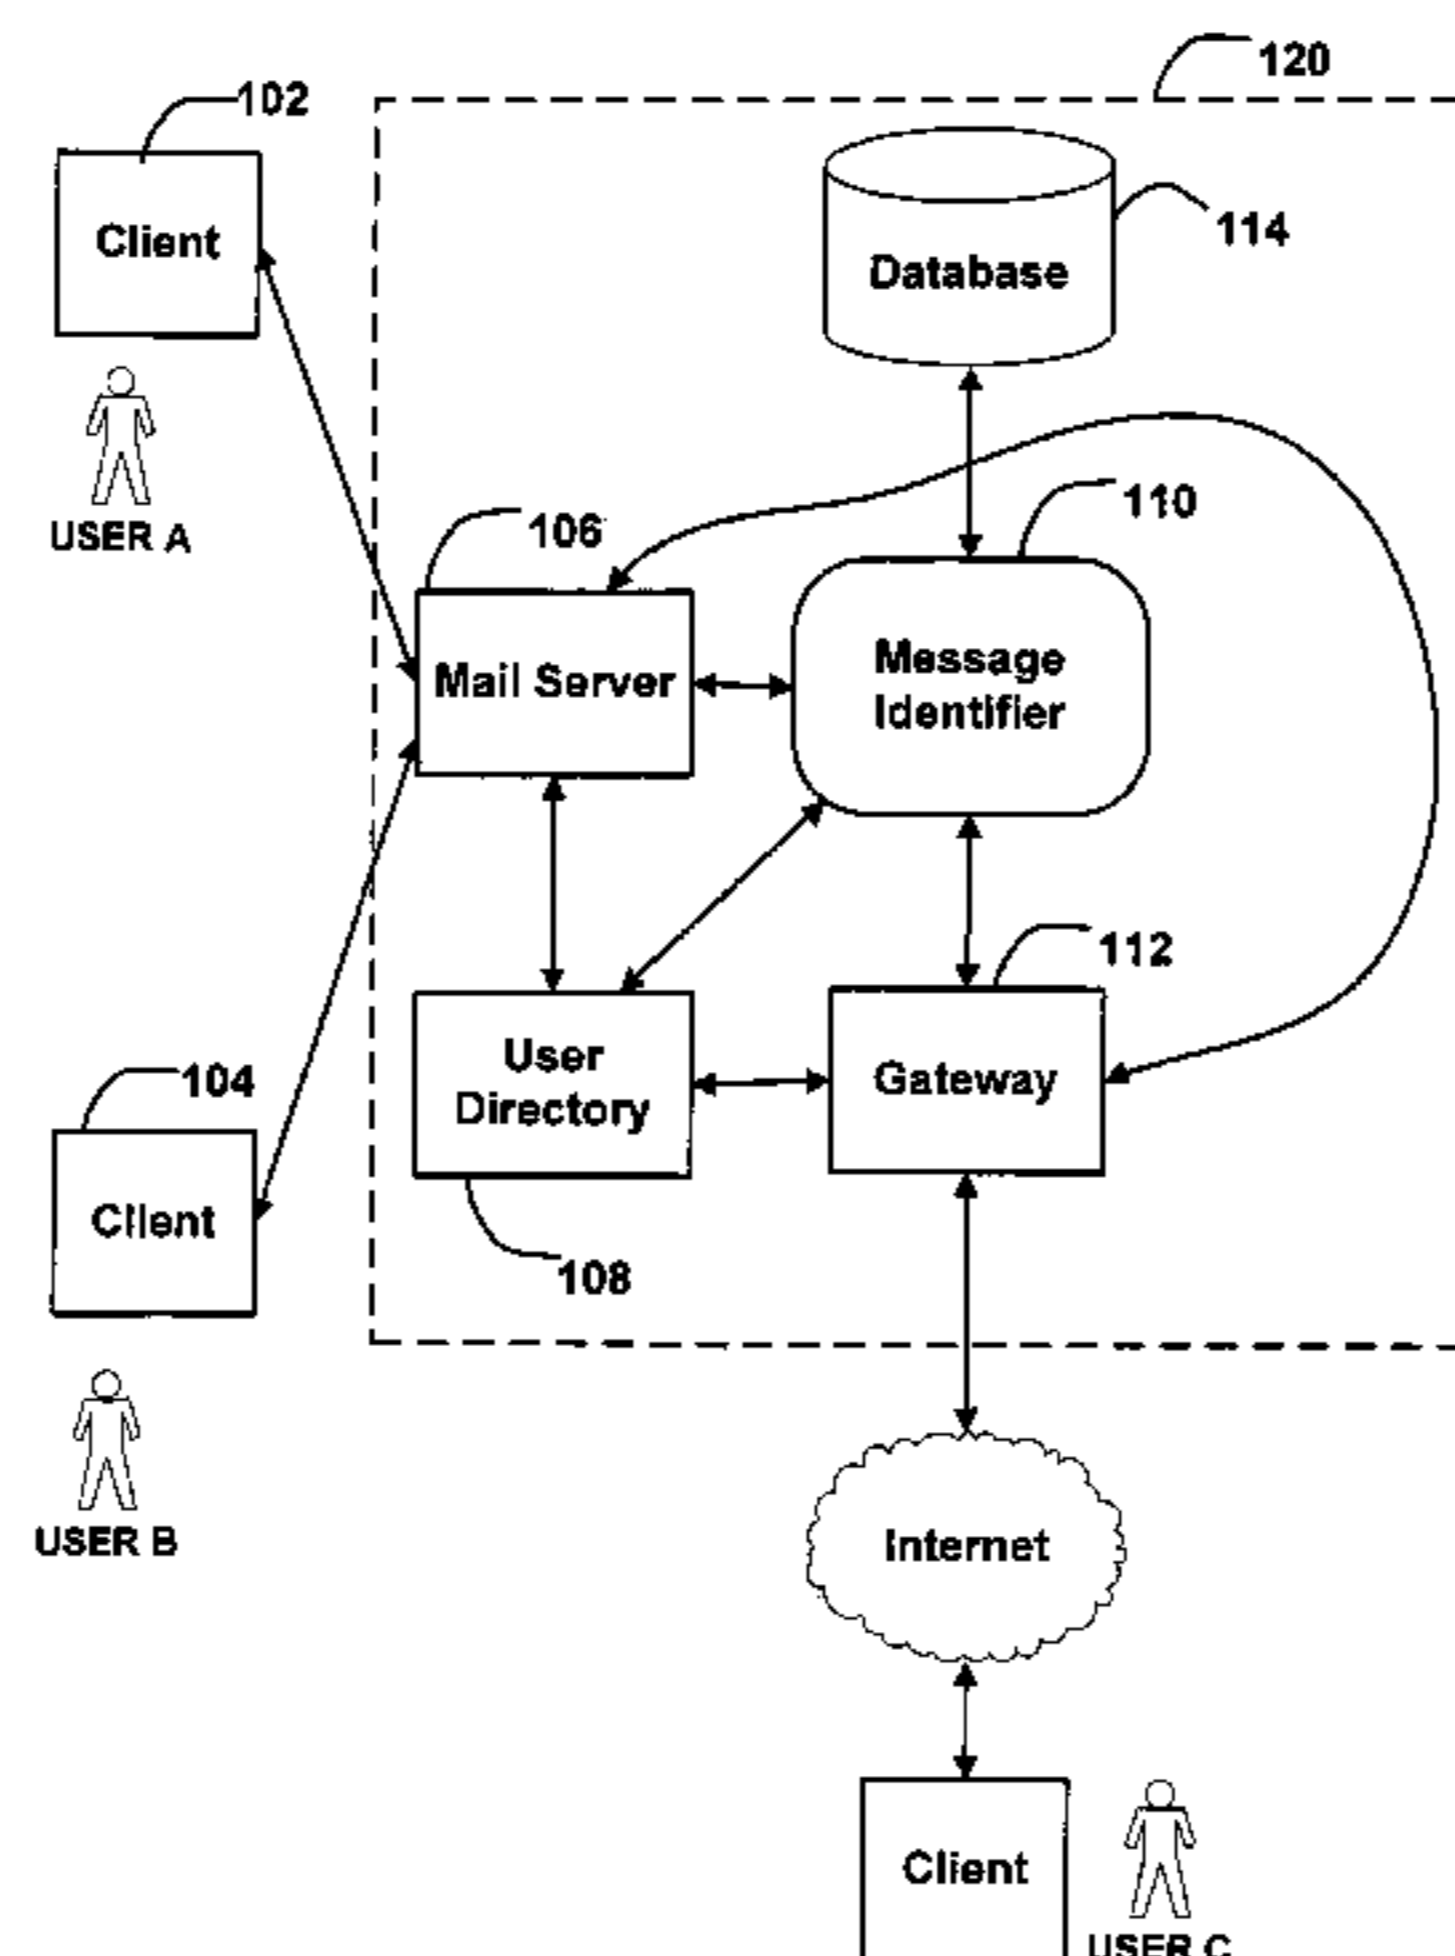 120
102
Client
114
Database
USER A
110
106
Message
Identifier
Mail Server
112
User
Directory
Gateway
104
Client
108
USER B
Internet
Client
USER C